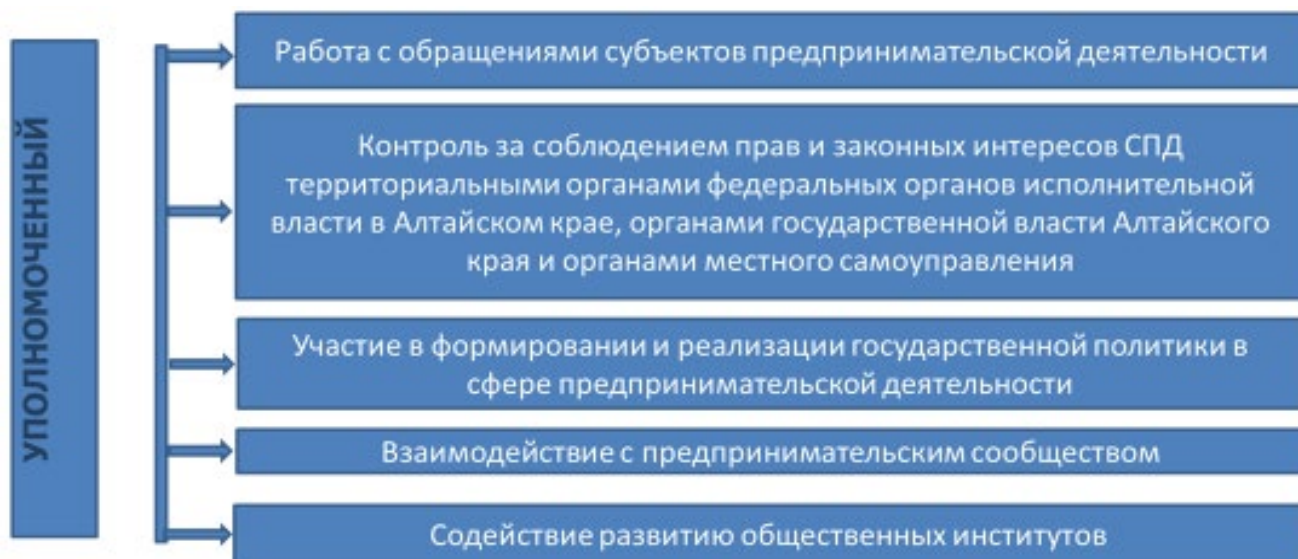 УПОЛНОМОЧЕННЫЙ
Работа с обращениями субъектов предпринимательской деятельности
Контроль за соблюдением прав и законных интересов СПД
территориальными органами федеральных органов исполнительной
власти в Алтайском крае, органами государственной власти Алтайского
края и органами местного самоуправления
Участие в формировании и реализации государственной политики в
сфере предпринимательской деятельности
Взаимодействие с предпринимательским сообществом
Содействие развитию общественных институтов